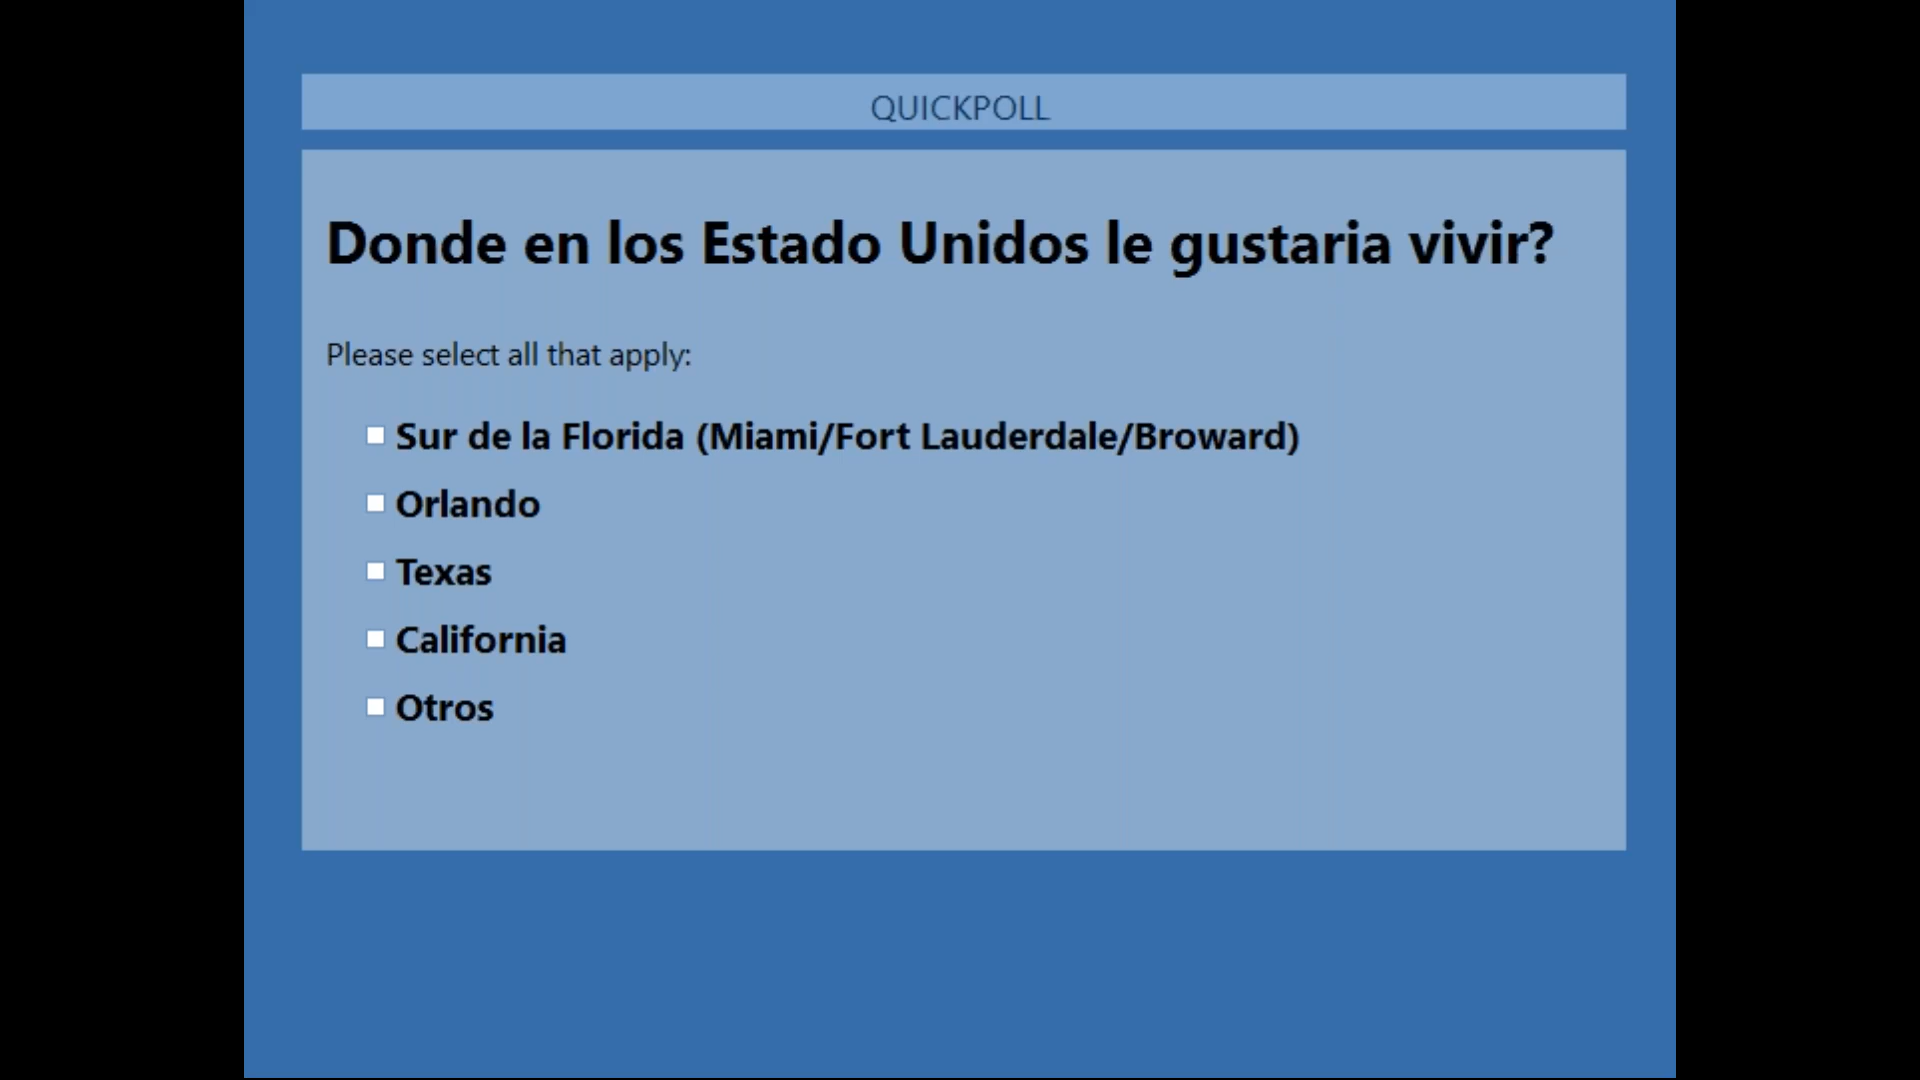 QUICKPOLL
Donde en los Estado Unidos le gustaria vivir?
Please select all that apply:
Sur de la Florida (Miami/Fort Lauderdale/Broward)
Orlando
Texas
California
Otros